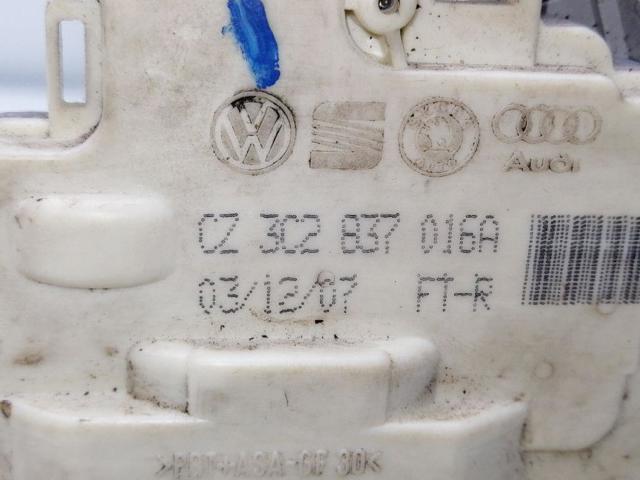 Audi
CZ 3C2 837 016A
03/12/07 FT-R
>PBT+ASA-GF 30<